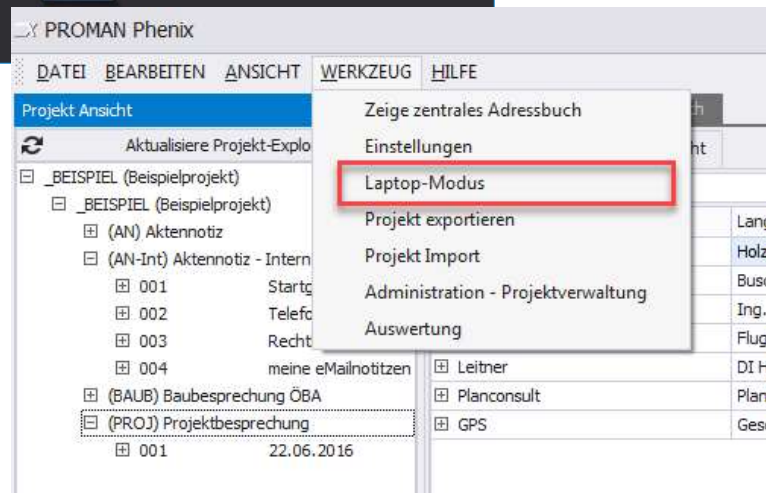 PROMAN Phenix
DATEI BEARBEITEN ANSICHT WERKZEUG HILFE
Projekt Ansicht
Aktualisiere Projekt-Explo
Zeige zentrales Adressbuch
Einstellungen
Laptop-Modus
Projekt exportieren
Projekt Import
Administration - Projektverwaltung
Auswertung
ht
_BEISPIEL (Beispielprojekt)
_BEISPIEL (Beispielprojekt)
(AN) Aktennotiz
(AN-Int) Aktennotiz - Intern
001 Startg
002 Telefo
003 Recht
004 meine eMailnotitzen
(BAUB) Baubesprechung ÖBA
(PROJ) Projektbesprechung
001 22.06.2016
Lang
Holz
Busc
Ing.
Flug
Leitner DI H
Planconsult Plan
GPS Gese